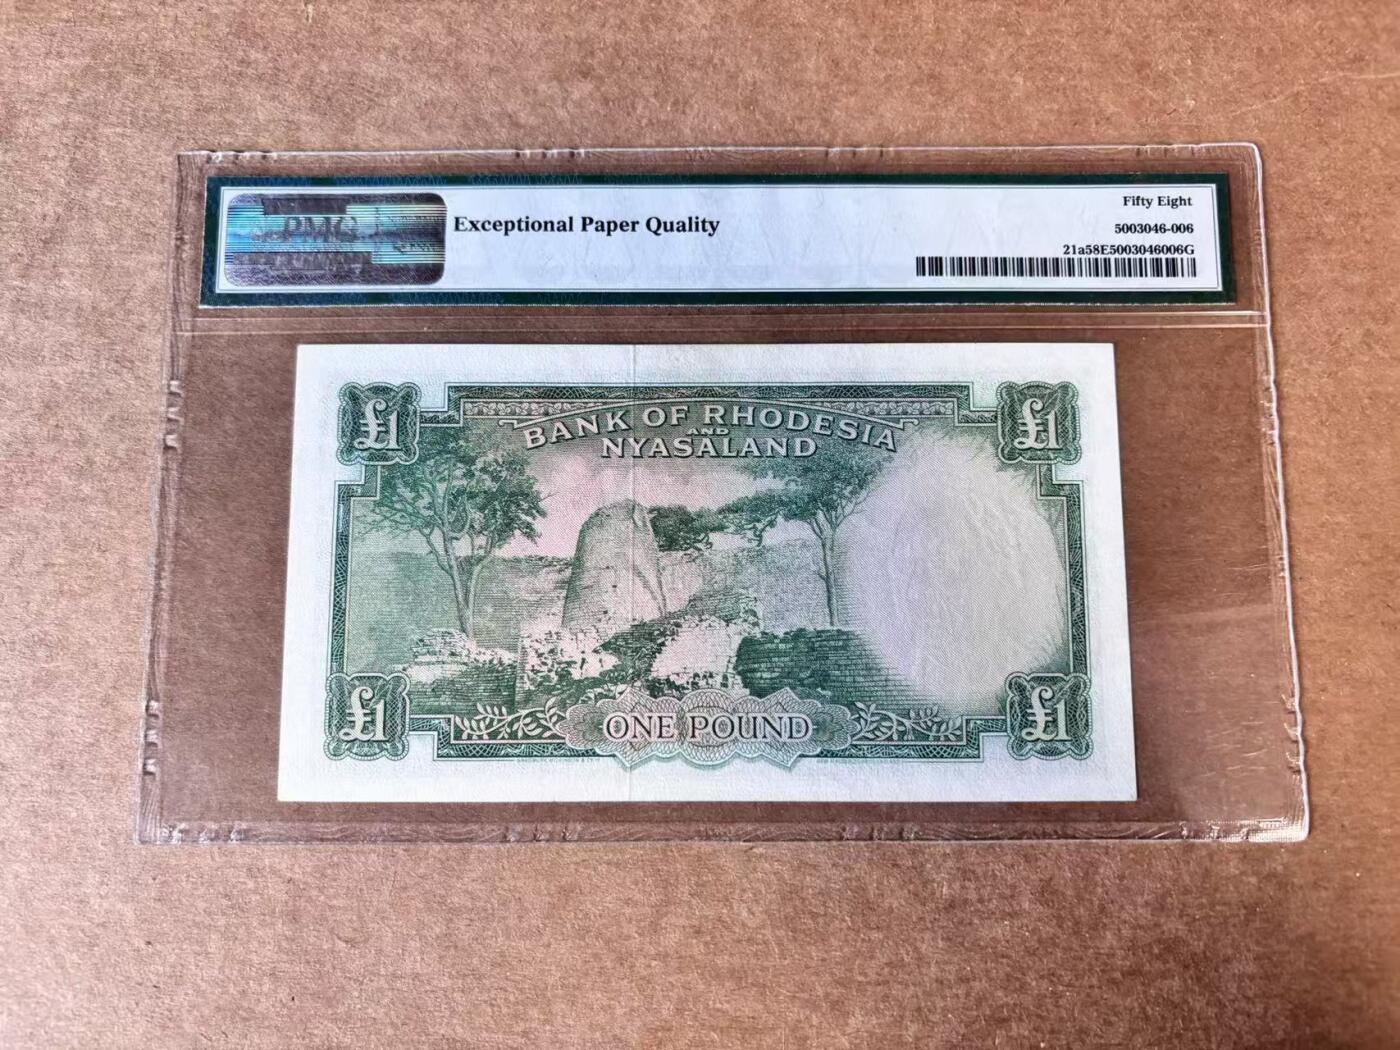 PMG
Exceptional Paper Quality
Fifty Eight
5003046-006
21a58E5003046006G
£1
£1
BANK OF RHODESIA
AND
NYASALAND
£1
£1
ONE POUND